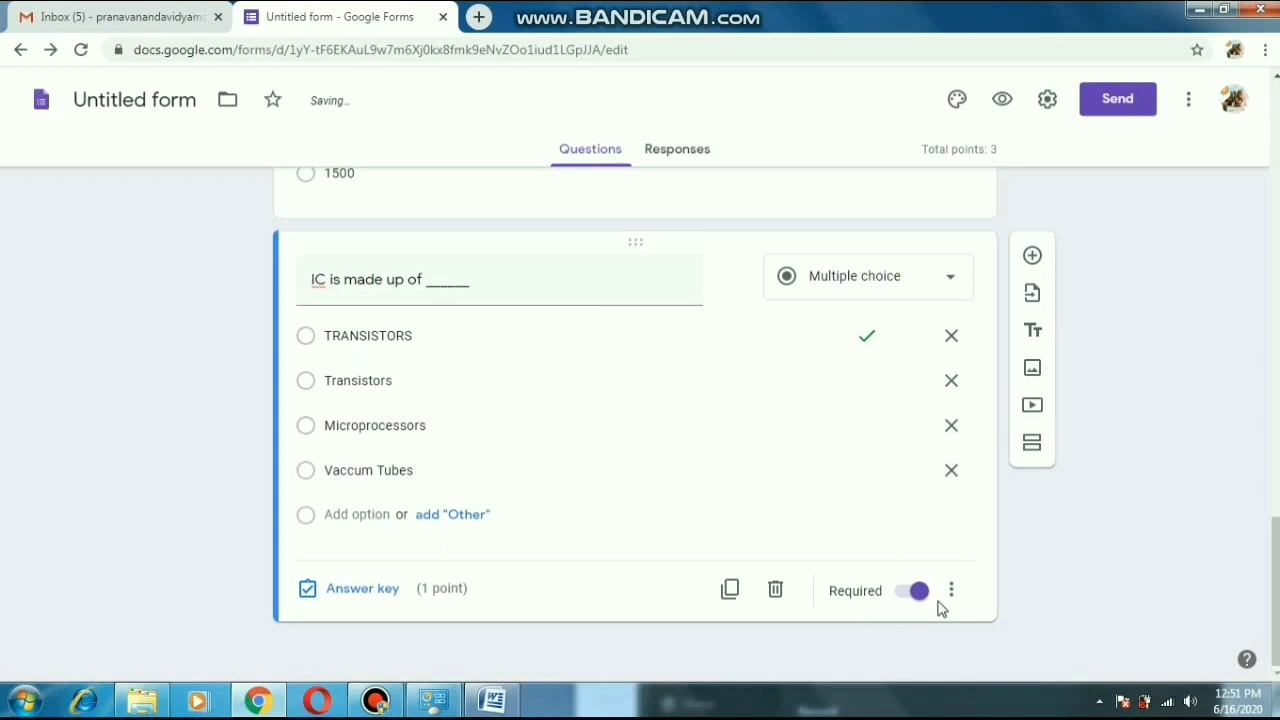 Inbox (5) - pranavanandavidyama
Untitled form - Google Forms
www.BANDICAM.com
docs.google.com/forms/d/1yY-tF6EKAuL9w7m6Xj0kx8fmk9eNvZOo1iud1LGpJJA/edit
Untitled form
Saving...
Send
Questions
Responses
Total points: 3
1500
IC is made up of ______
Multiple choice
TRANSISTORS
Transistors
Microprocessors
Vaccum Tubes
Add option or add "Other"
Answer key (1 point)
Required
12:51 PM
6/16/2020